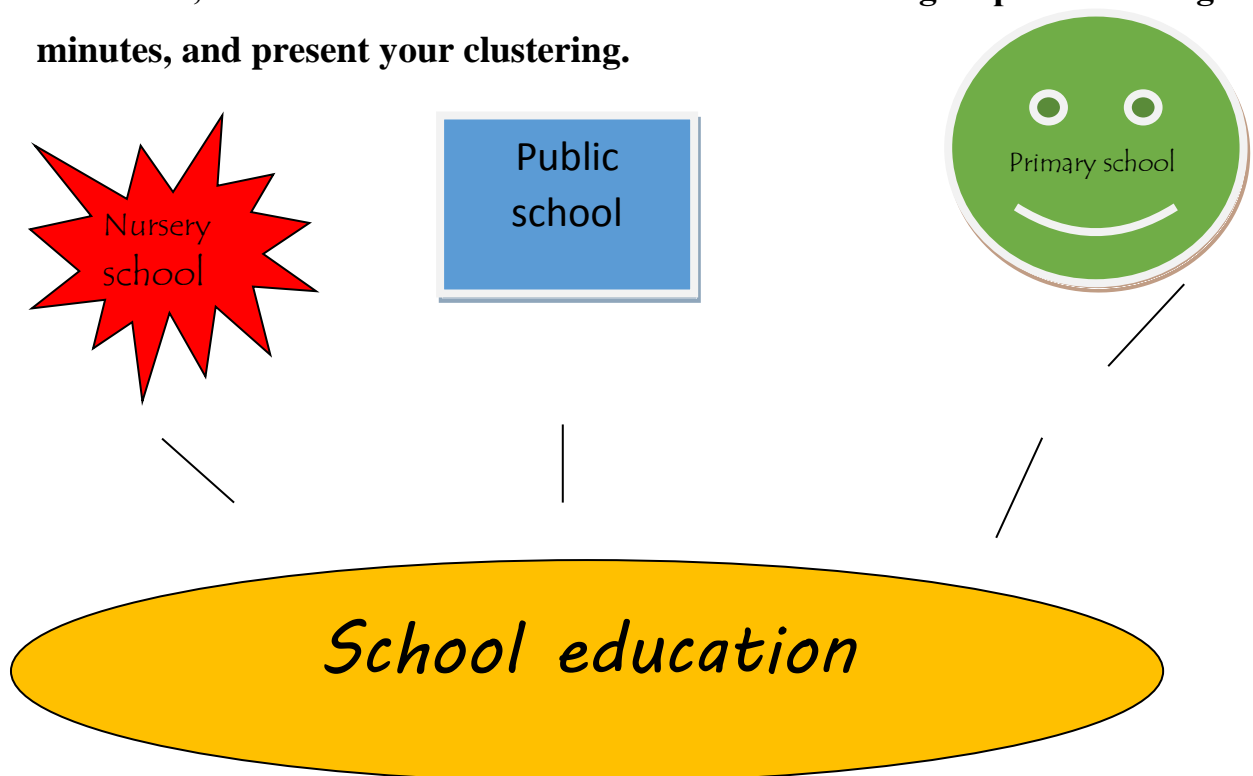 minutes, and present your clustering.
Nursery
school
Public
school
Primary school
School education